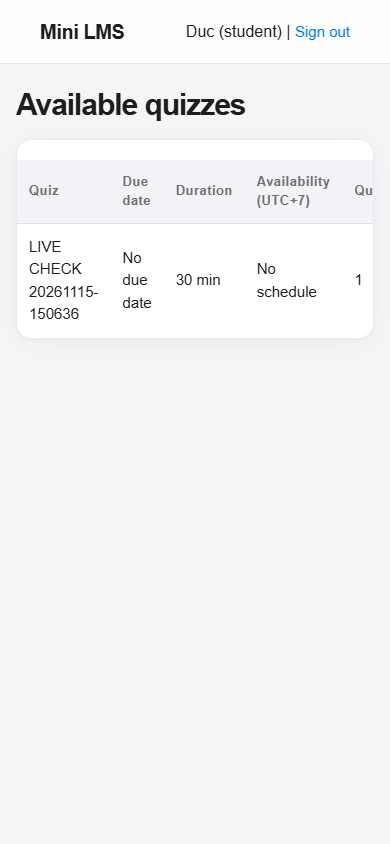 Mini LMS
Duc (student) | Sign out
Available quizzes
Quiz
Due
date
Duration
Availability
(UTC+7)
Qu
LIVE
CHECK
20261115-
150636
No
due
date
30 min
No
schedule
1